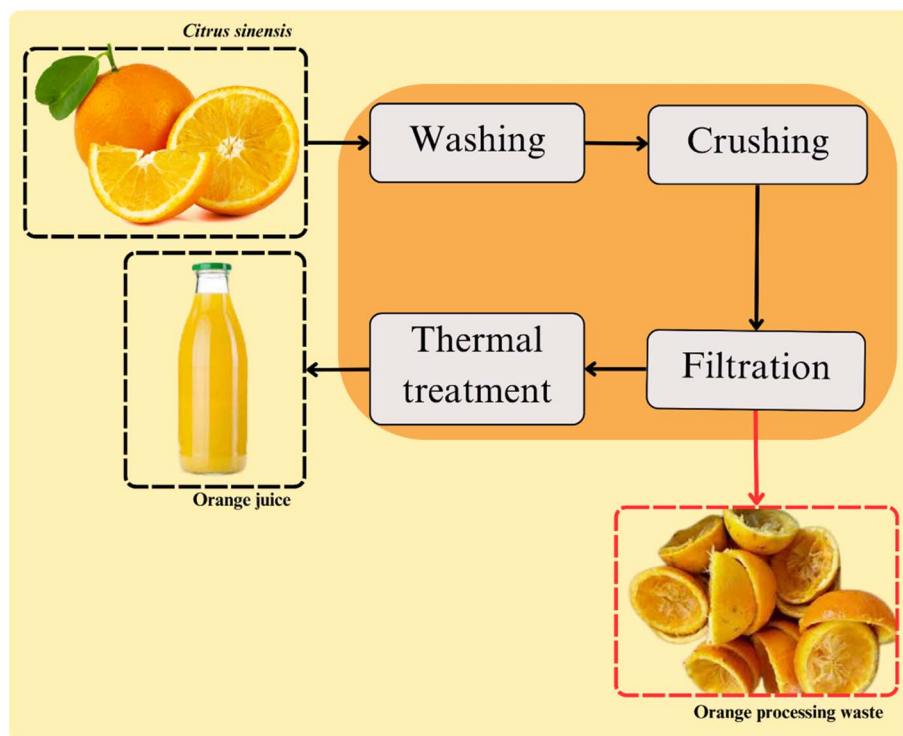 Citrus sinensis
Washing
Crushing
Thermal
treatment
Filtration
Orange juice
Orange processing waste